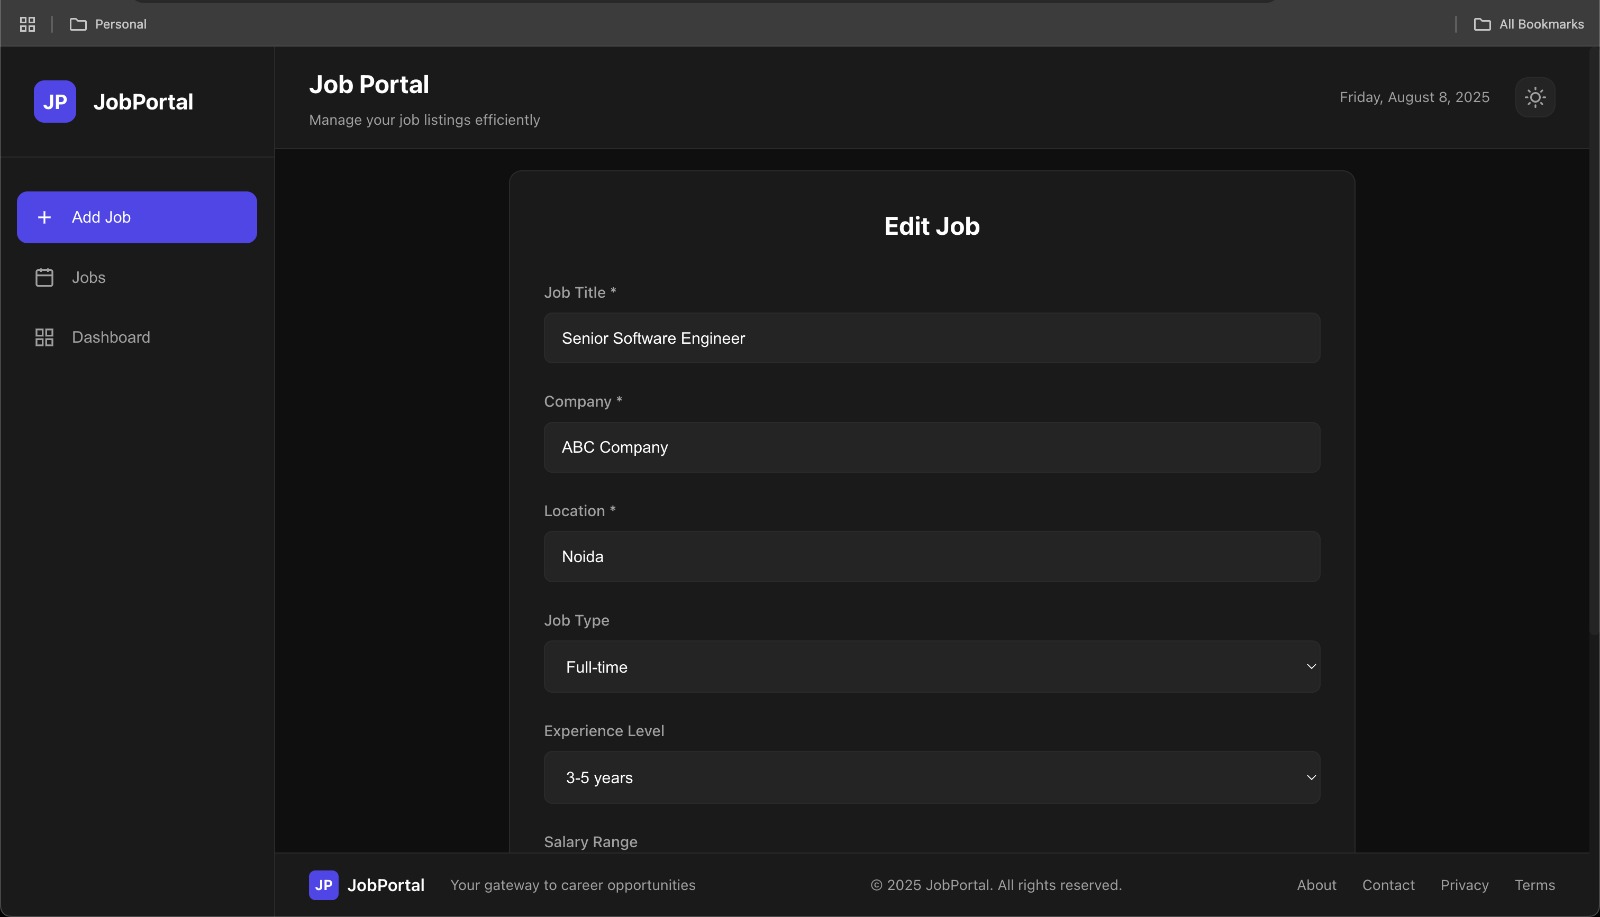 Personal
All Bookmarks
JP JobPortal
Add Job
Jobs
Dashboard
Job Portal
Manage your job listings efficiently
Friday, August 8, 2025
Edit Job
Job Title *
Senior Software Engineer
Company *
ABC Company
Location *
Noida
Job Type
Full-time
Experience Level
3-5 years
Salary Range
JP JobPortal Your gateway to career opportunities © 2025 JobPortal. All rights reserved. About Contact Privacy Terms